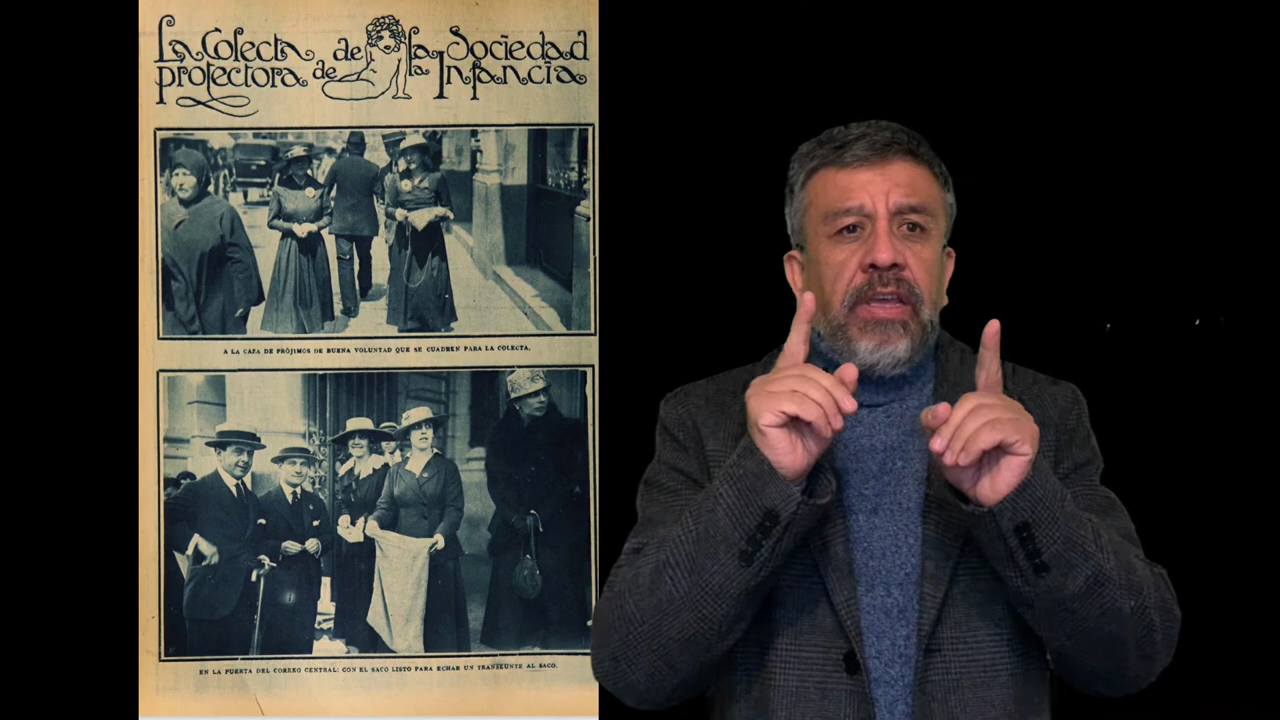 La Colecta de la Sociedad
protectora de la Infancia
A LA CAZA DE PRÓJIMOS DE BUENA VOLUNTAD QUE SE CUADREN PARA LA COLECTA.
EN LA PUERTA DEL CORREO CENTRAL: CON EL SACO LISTO PARA ECHAR UN TRANSEUNTE AL SACO.